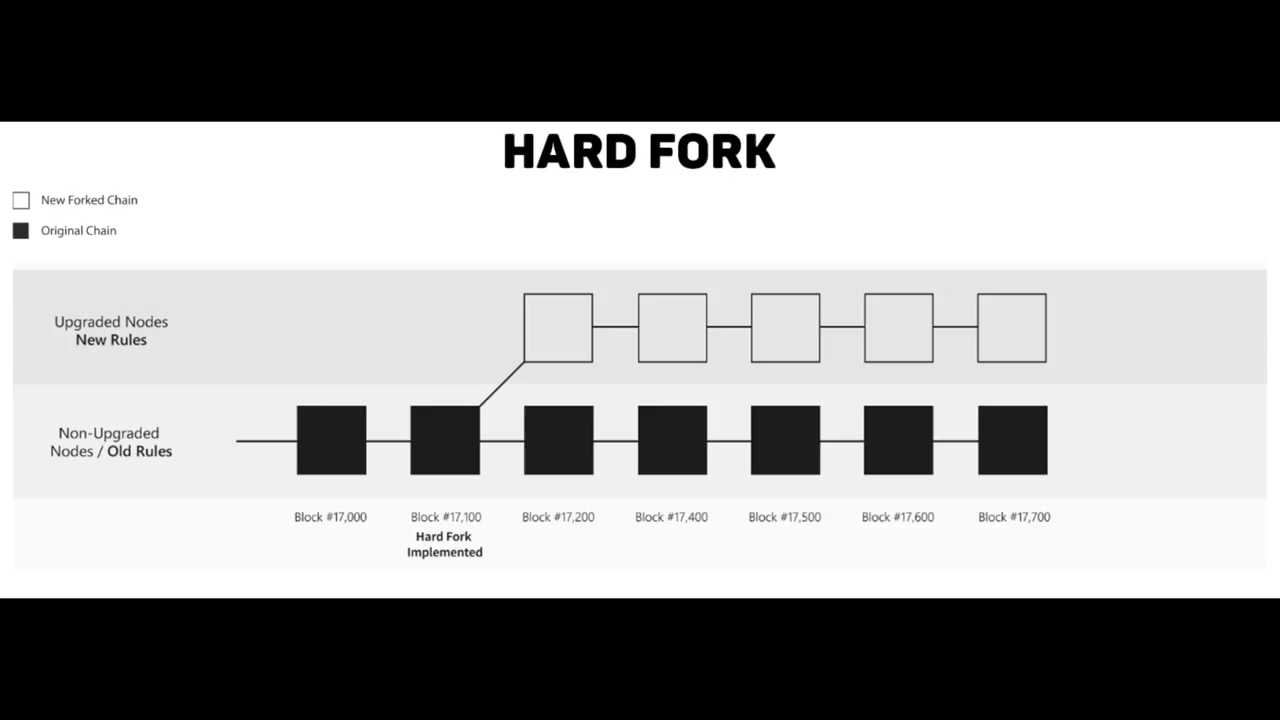 HARD FORK
New Forked Chain
Original Chain
Upgraded Nodes
New Rules
Non-Upgraded
Nodes / Old Rules
Block #17,000
Block #17,100
Block #17,200
Block #17,400
Block #17,500
Block #17,600
Block #17,700
Hard Fork
Implemented